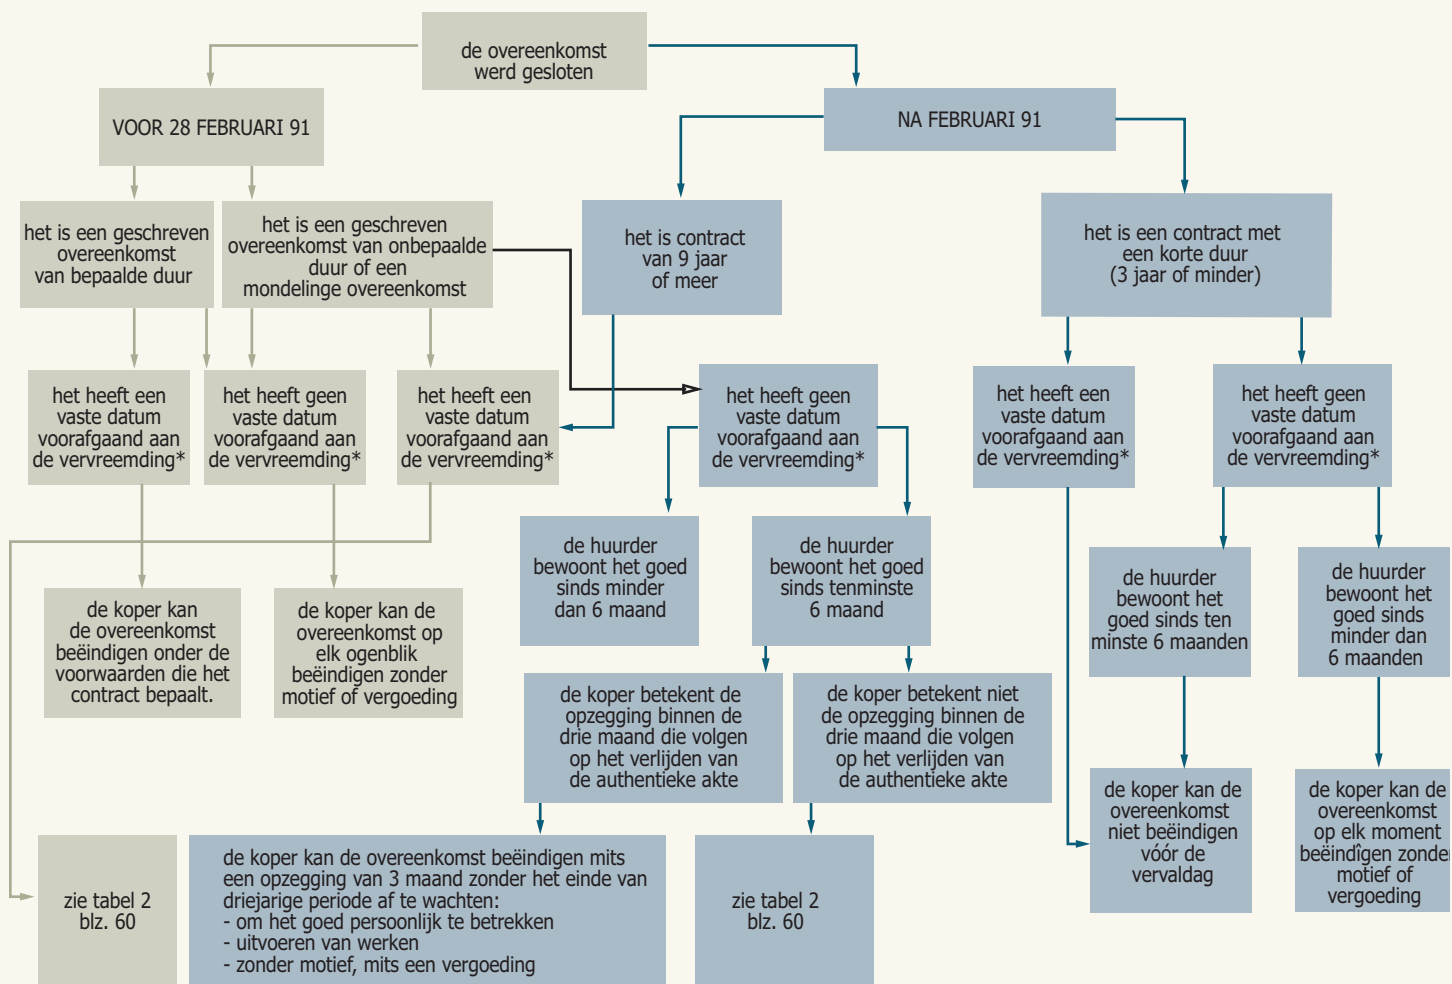 de overeenkomst
werd gesloten
VOOR 28 FEBRUARI 91
NA FEBRUARI 91
het is een geschreven
overeenkomst
van bepaalde duur
het is een geschreven
overeenkomst van onbepaalde
duur of een
mondelinge overeenkomst
het is contract
van 9 jaar
of meer
het is een contract met
een korte duur
(3 jaar of minder)
het heeft een
vaste datum
voorafgaand aan
de vervreemding*
het heeft geen
vaste datum
voorafgaand aan
de vervreemding*
het heeft een
vaste datum
voorafgaand aan
de vervreemding*
het heeft geen
vaste datum
voorafgaand aan
de vervreemding*
het heeft een
vaste datum
voorafgaand aan
de vervreemding*
het heeft geen
vaste datum
voorafgaand aan
de vervreemding*
de huurder
bewoont het goed
sinds minder
dan 6 maand
de huurder
bewoont het goed
sinds tenminste
6 maand
de huurder
bewoont het
goed sinds ten
minste 6 maanden
de huurder
bewoont het
goed sinds
minder dan
6 maanden
de koper kan
de overeenkomst
beëindigen onder de
voorwaarden die het
contract bepaalt.
de koper kan de
overeenkomst op
elk ogenblik
beëindigen zonder
motief of vergoeding
de koper betekent de
opzegging binnen de
drie maand die volgen
op het verlijden van
de authentieke akte
de koper betekent niet
de opzegging binnen de
drie maand die volgen
op het verlijden van
de authentieke akte
de koper kan de
overeenkomst
niet beëindigen
vóór de
vervaldag
de koper kan de
overeenkomst
op elk moment
beëindîgen zonder
motief of
vergoeding
zie tabel 2
blz. 60
de koper kan de overeenkomst beëindigen mits
een opzegging van 3 maand zonder het einde van
driejarige periode af te wachten:
- om het goed persoonlijk te betrekken
- uitvoeren van werken
- zonder motief, mits een vergoeding
zie tabel 2
blz. 60